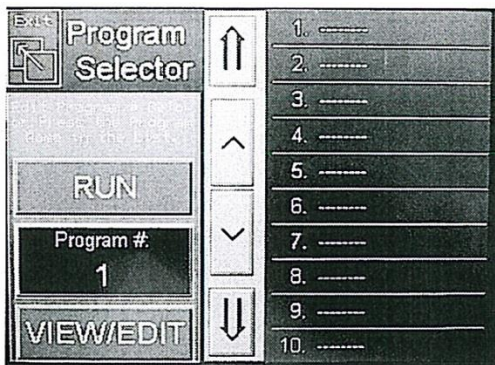 Exit
Program
Selector
RUN
Program #:
1
VIEW/EDIT
1. -------
2. -------
3. -------
4. -------
5. -------
6. -------
7. -------
8. -------
9. -------
10. -------